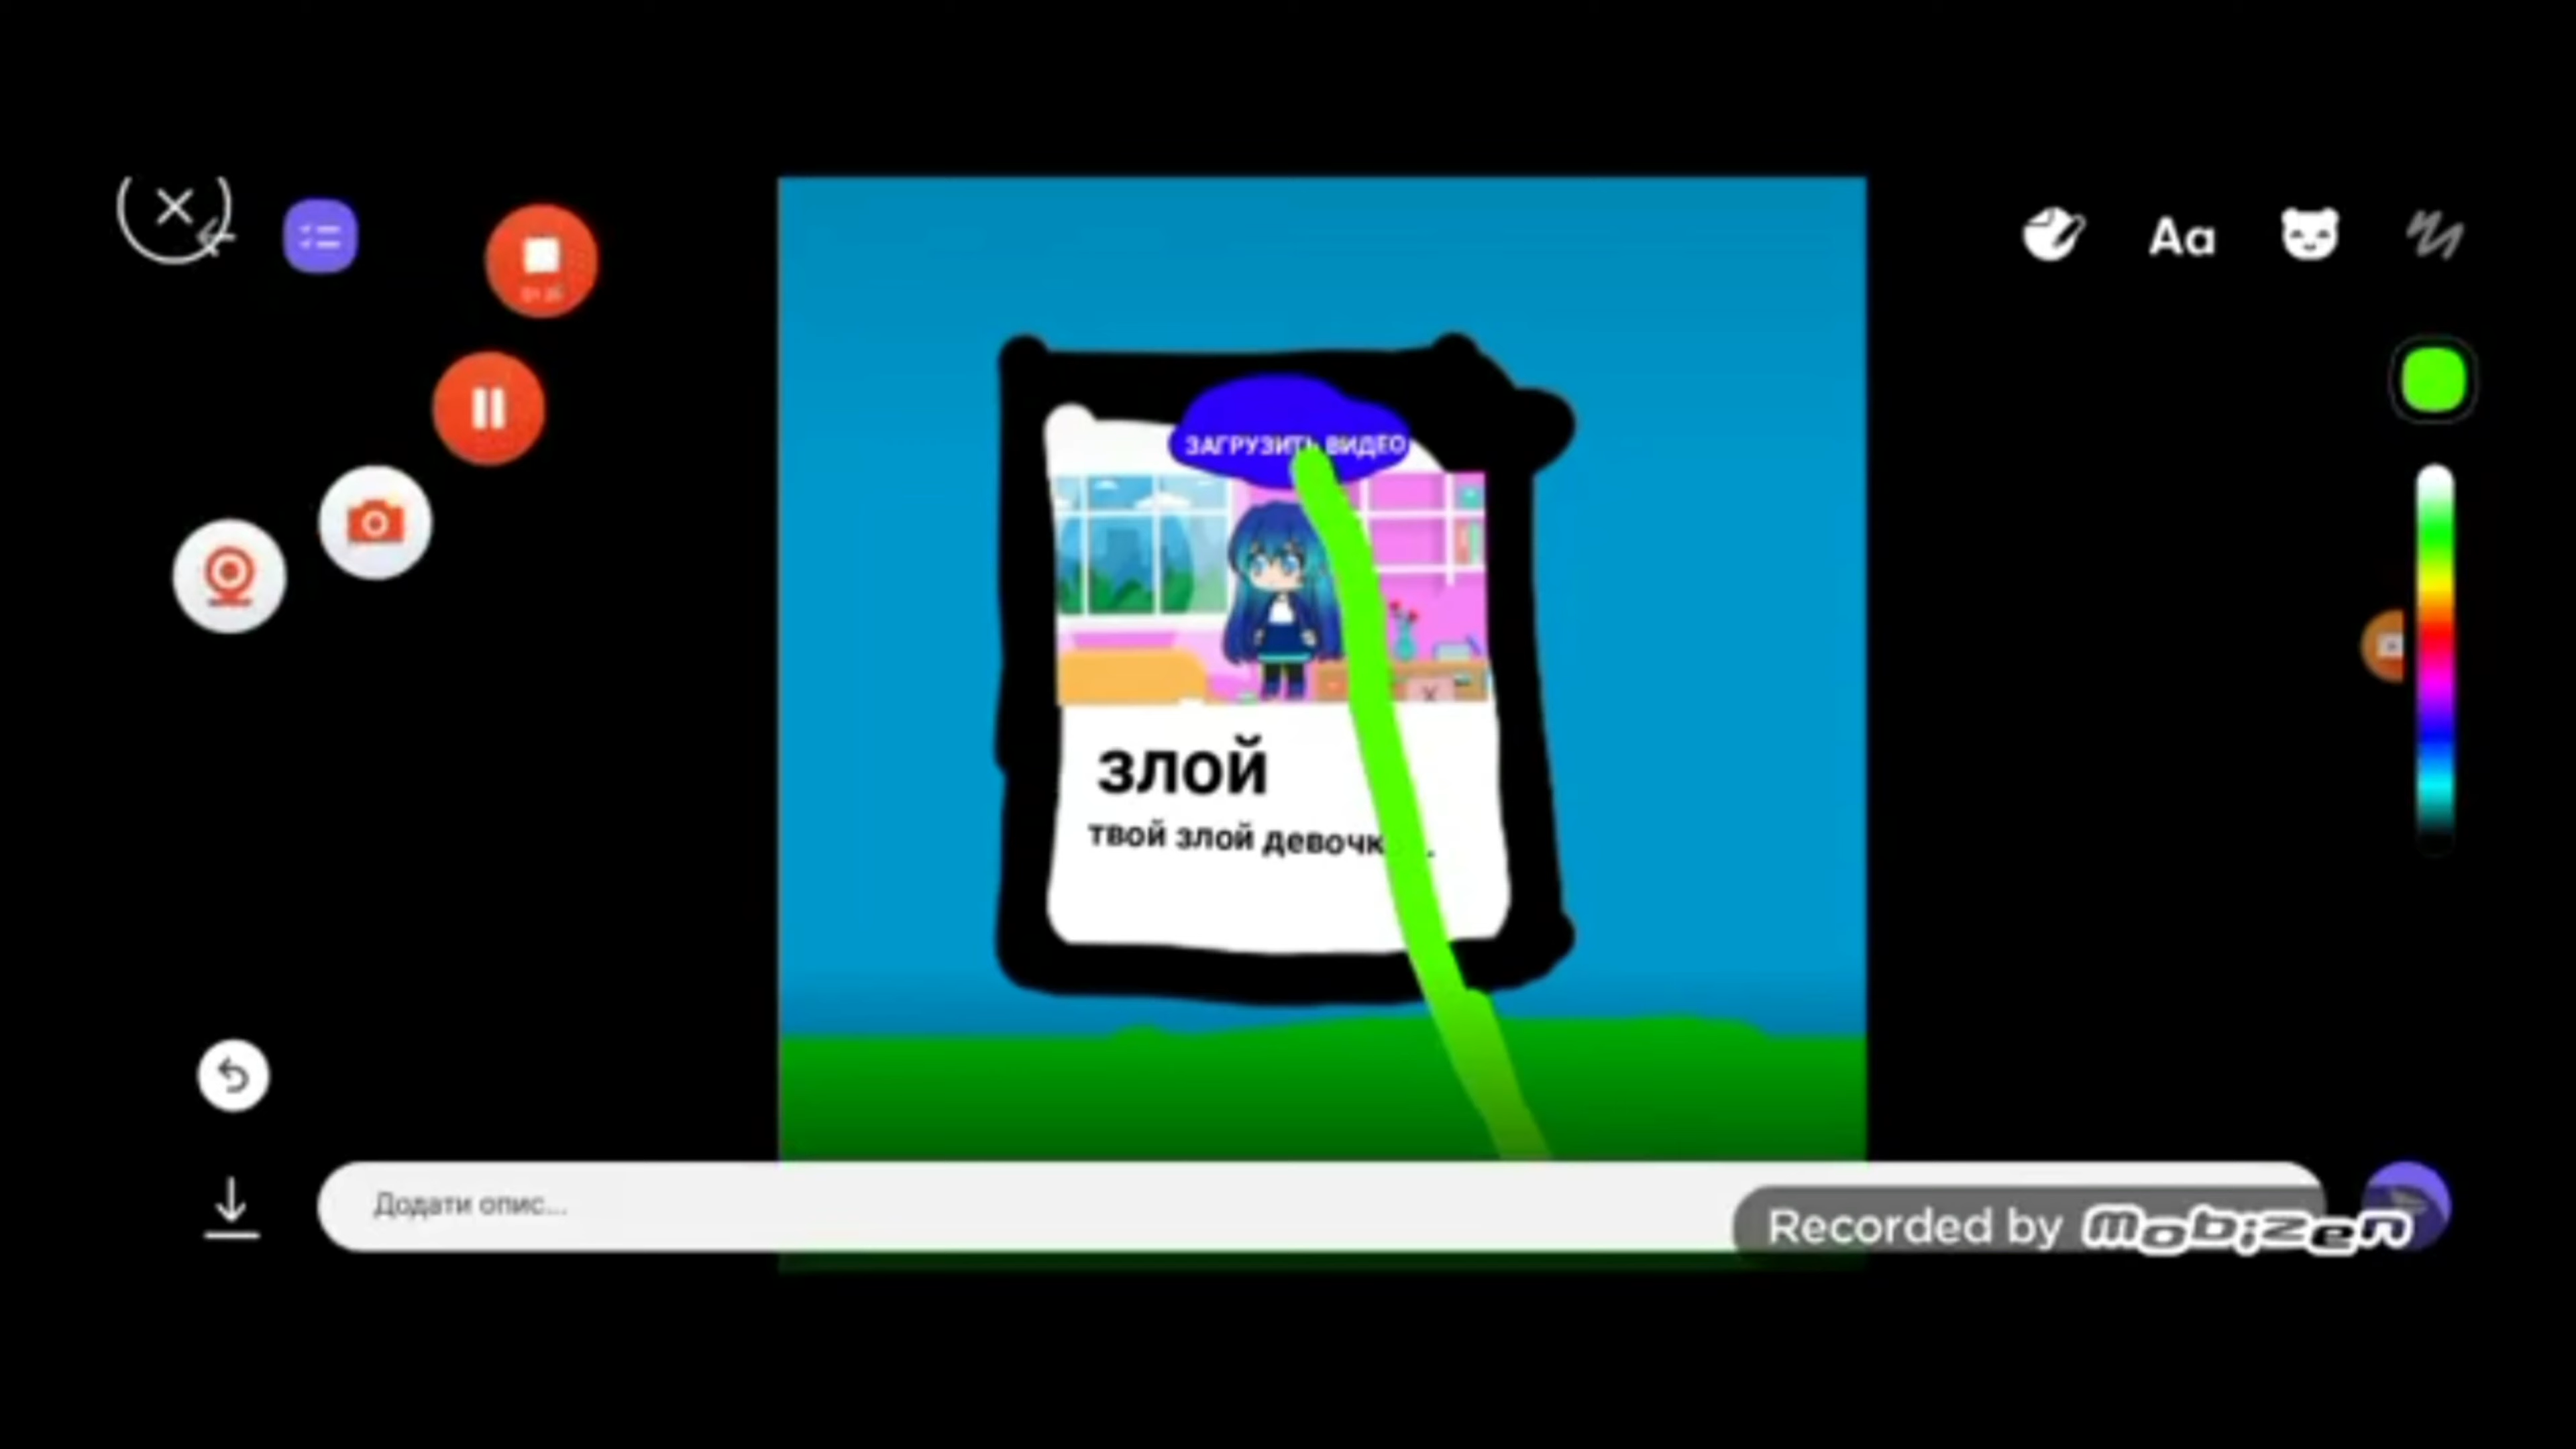 Aa
ЗАГРУЗИТЬ ВИДЕО
злой
твой злой девочк
Додати опис...
Recorded by mobizen